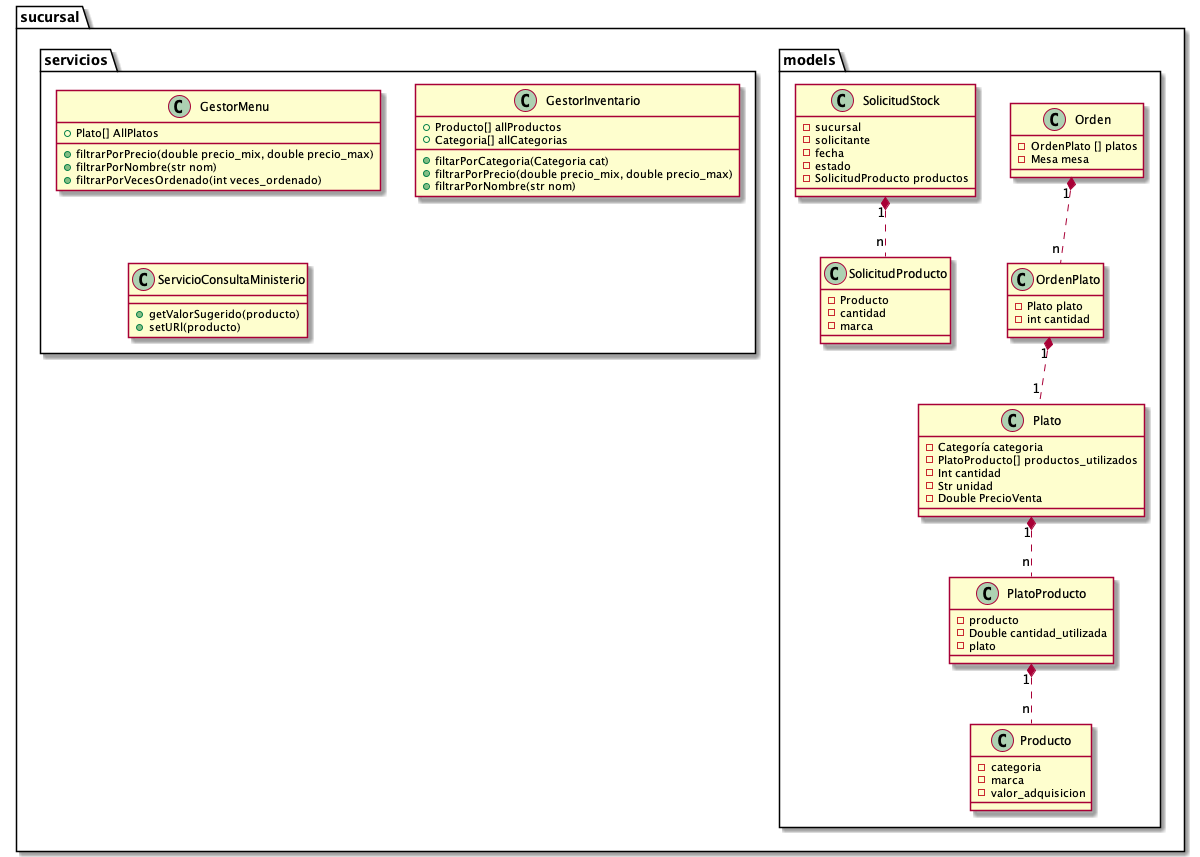 sucursal
servicios
C GestorMenu
Plato[] AllPlatos
filtrarPorPrecio(double precio_mix, double precio_max)
filtrarPorNombre(str nom)
filtrarPorVecesOrdenado(int veces_ordenado)
C GestorInventario
Producto[] allProductos
Categoria[] allCategorias
filtarPorCategoria(Categoria cat)
filtrarPorPrecio(double precio_mix, double precio_max)
filtrarPorNombre(str nom)
C ServicioConsultaMinisterio
getValorSugerido(producto)
setURl(producto)
models
C SolicitudStock
sucursal
solicitante
fecha
estado
SolicitudProducto productos
1
n
C SolicitudProducto
Producto
cantidad
marca
C Orden
OrdenPlato [] platos
Mesa mesa
1
n
C OrdenPlato
Plato plato
int cantidad
1
1
C Plato
Categoría categoria
PlatoProducto[] productos_utilizados
Int cantidad
Str unidad
Double PrecioVenta
1
n
C PlatoProducto
producto
Double cantidad_utilizada
plato
1
n
C Producto
categoria
marca
valor_adquisicion